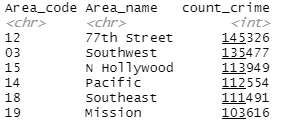 Area_code Area_name count_crime
<chr> <chr> <int>
12 77th Street 145326
03 Southwest 135477
15 N Hollywood 113949
14 Pacific 112554
18 Southeast 111491
19 Mission 103616